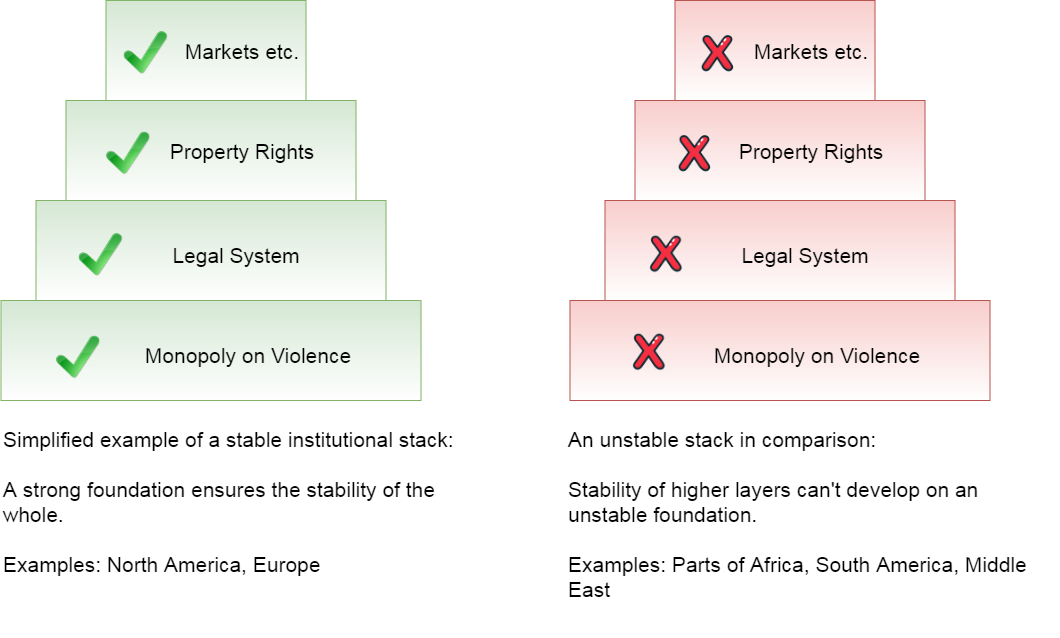 Markets etc.
Property Rights
Legal System
Monopoly on Violence
Simplified example of a stable institutional stack:
A strong foundation ensures the stability of the
whole.
Examples: North America, Europe
Markets etc.
Property Rights
Legal System
Monopoly on Violence
An unstable stack in comparison:
Stability of higher layers can't develop on an
unstable foundation.
Examples: Parts of Africa, South America, Middle
East